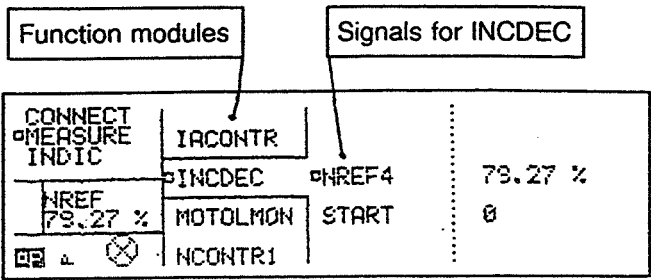 Function modules
Signals for INCDEC
CONNECT
MEASURE
INDIC
IACONTR
INCDEC
NREF4
79.27 %
NREF
79.27 %
MOTOLMON
START
0
NCONTR1